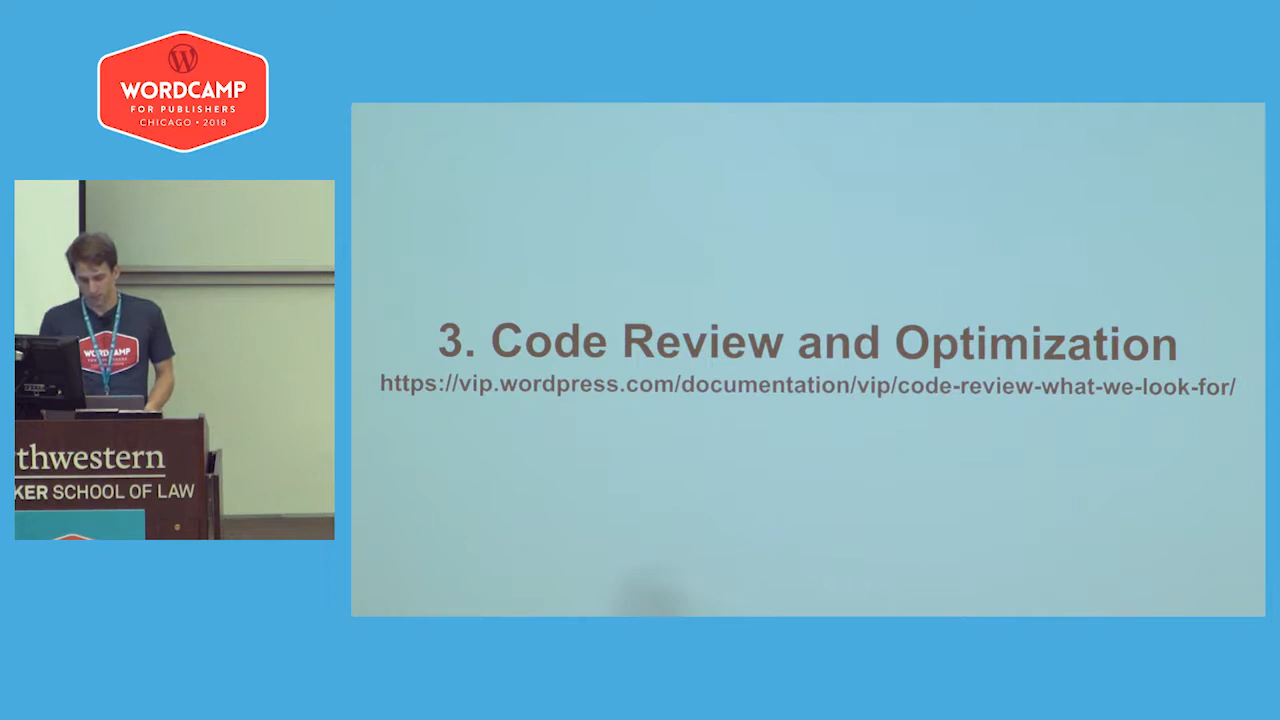 WORDCAMP
FOR PUBLISHERS
CHICAGO • 2018
3. Code Review and Optimization
https://vip.wordpress.com/documentation/vip/code-review-what-we-look-for/
WORDCAMP
thwestern
KER SCHOOL OF LAW